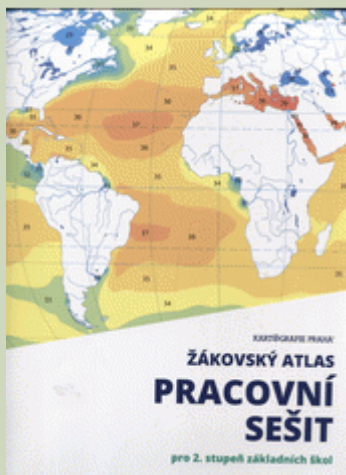 KARTOGRAFIE PRAHA
ŽÁKOVSKÝ ATLAS
PRACOVNÍ
SEŠIT
pro 2. stupeň základních škol